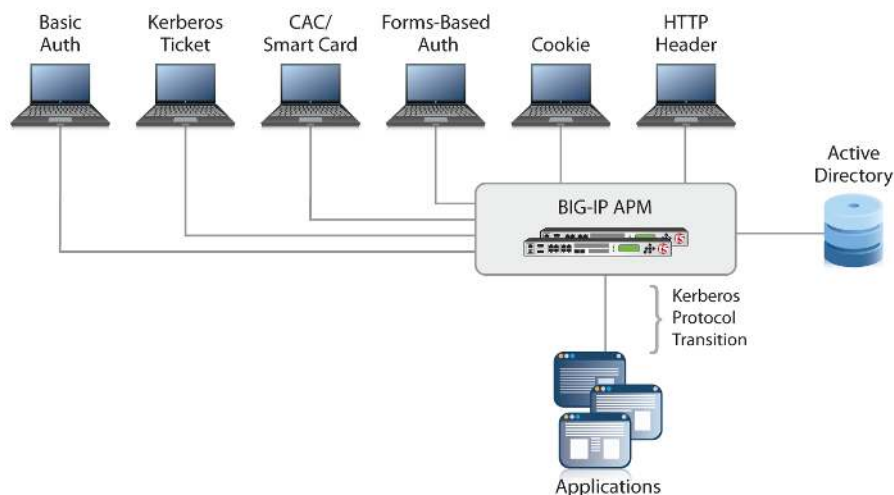 Basic
Auth
Kerberos
Ticket
CAC/
Smart Card
Forms-Based
Auth
Cookie
HTTP
Header
Active
Directory
BIG-IP APM
Kerberos
Protocol
Transition
Applications